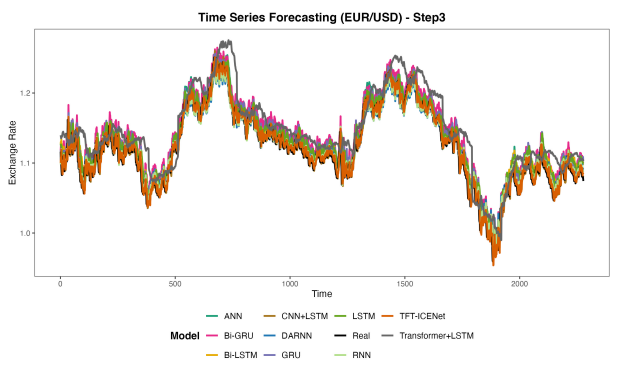 Time Series Forecasting (EUR/USD) - Step3
Exchange Rate
1.2
1.1
1.0
0 500 1000 1500 2000
Time
Model
ANN CNN+LSTM LSTM TFT-ICENet
Bi-GRU DARNN Real Transformer+LSTM
Bi-LSTM GRU RNN